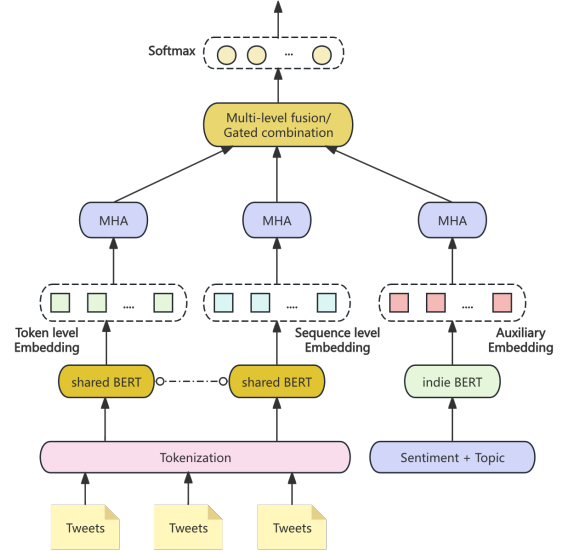 Softmax
...
Multi-level fusion/
Gated combination
MHA
MHA
MHA
....
....
....
Token level
Embedding
Sequence level
Embedding
Auxiliary
Embedding
shared BERT
shared BERT
indie BERT
Tokenization
Sentiment + Topic
Tweets
Tweets
Tweets